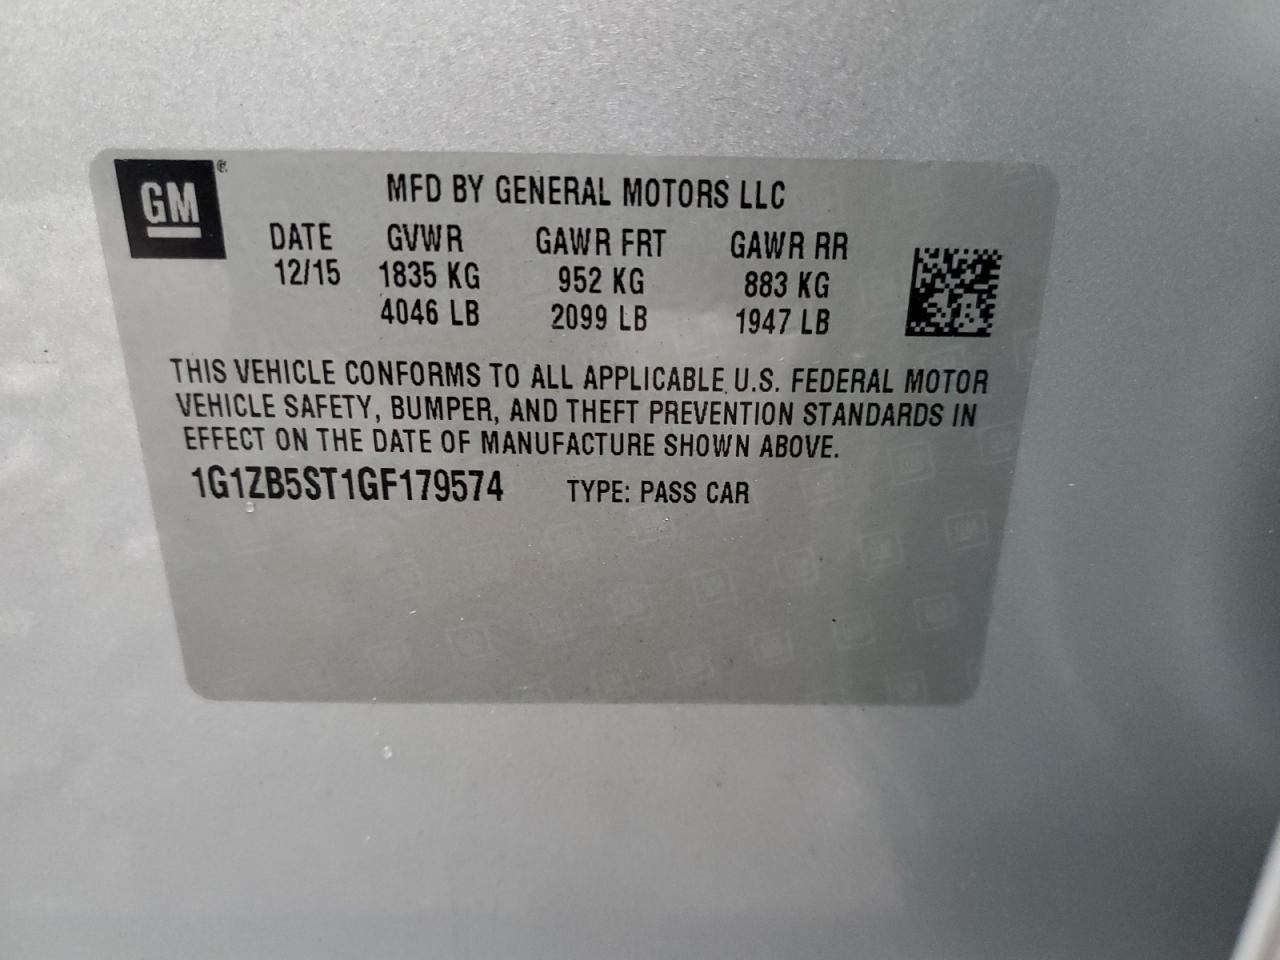 GM ®
MFD BY GENERAL MOTORS LLC
DATE GVWR GAWR FRT GAWR RR
12/15 1835 KG 952 KG 883 KG
4046 LB 2099 LB 1947 LB
THIS VEHICLE CONFORMS TO ALL APPLICABLE U.S. FEDERAL MOTOR
VEHICLE SAFETY, BUMPER, AND THEFT PREVENTION STANDARDS IN
EFFECT ON THE DATE OF MANUFACTURE SHOWN ABOVE.
1G1ZB5ST1GF179574 TYPE: PASS CAR